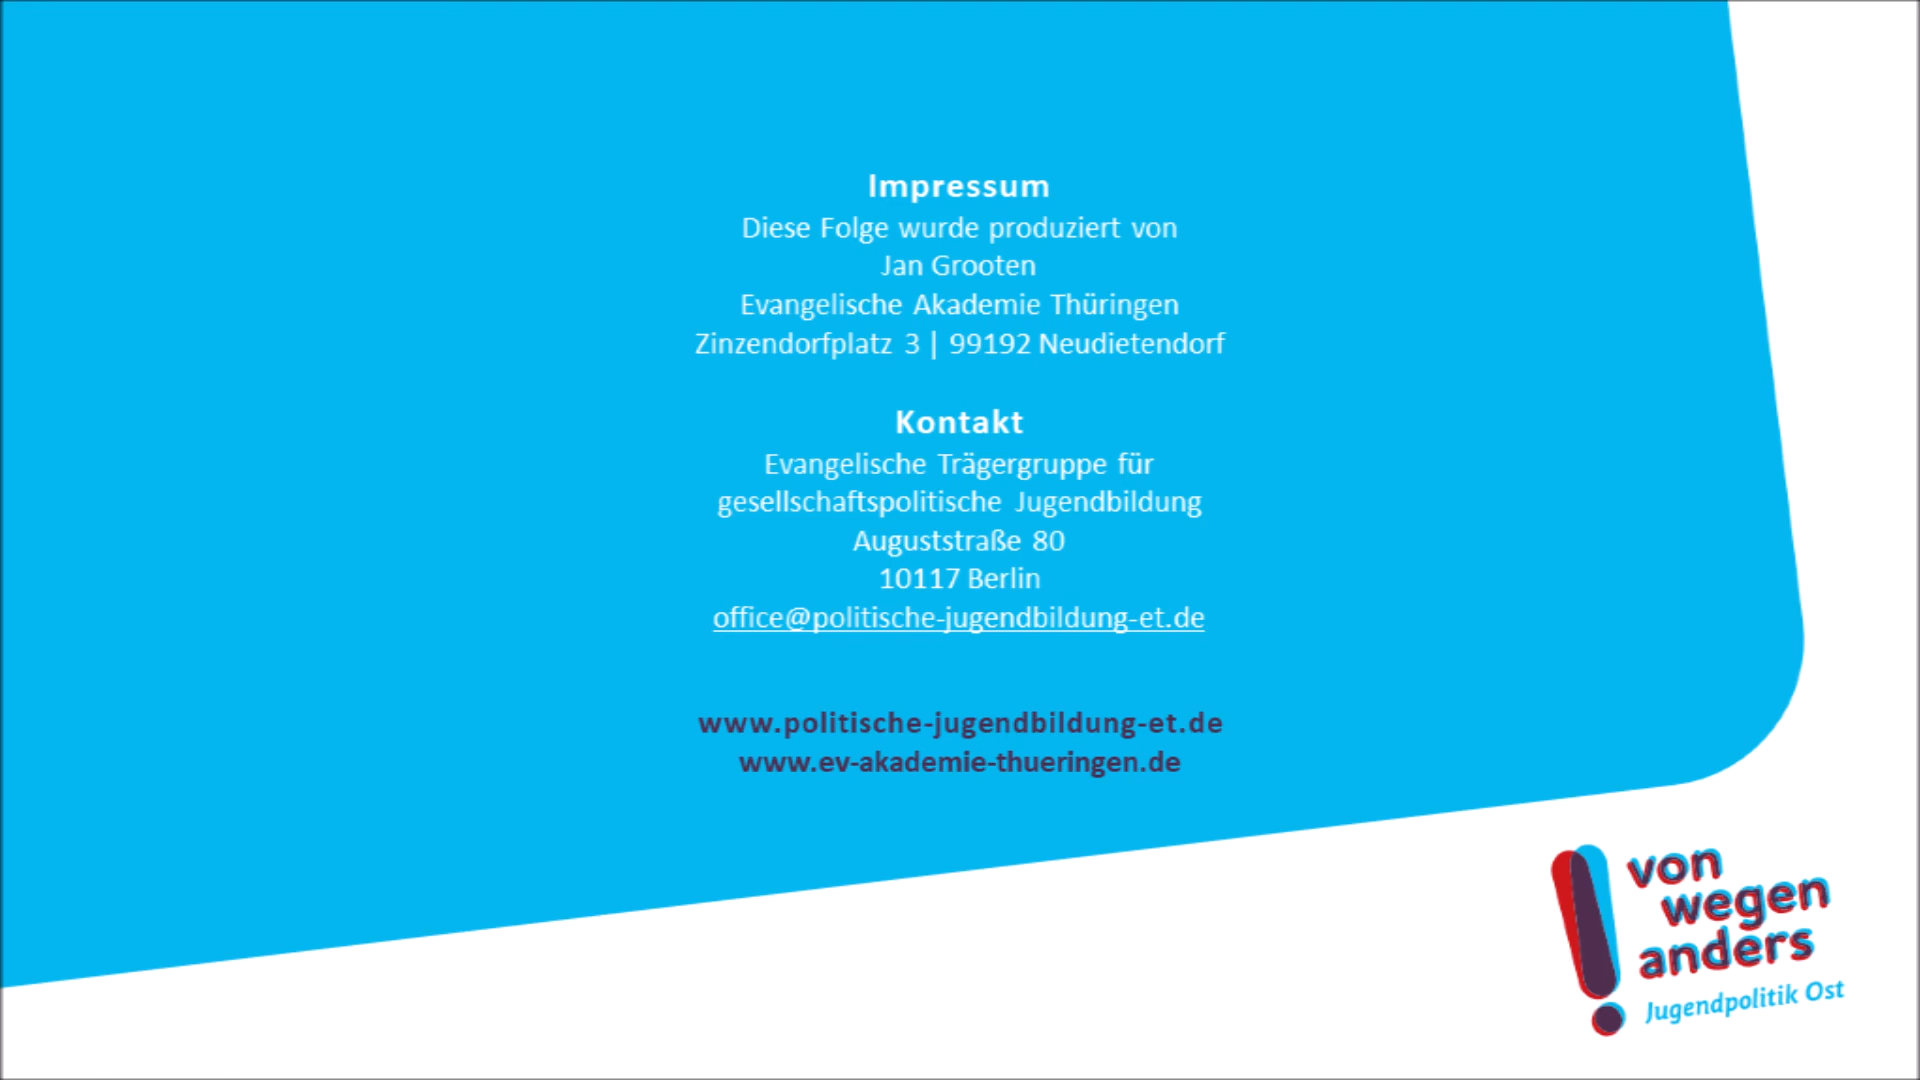 Impressum
Diese Folge wurde produziert von
Jan Grooten
Evangelische Akademie Thüringen
Zinzendorfplatz 3 | 99192 Neudietendorf
Kontakt
Evangelische Trägergruppe für
gesellschaftspolitische Jugendbildung
Auguststraße 80
10117 Berlin
office@politische-jugendbildung-et.de
www.politische-jugendbildung-et.de
www.ev-akademie-thueringen.de
von
wegen
anders
Jugendpolitik Ost